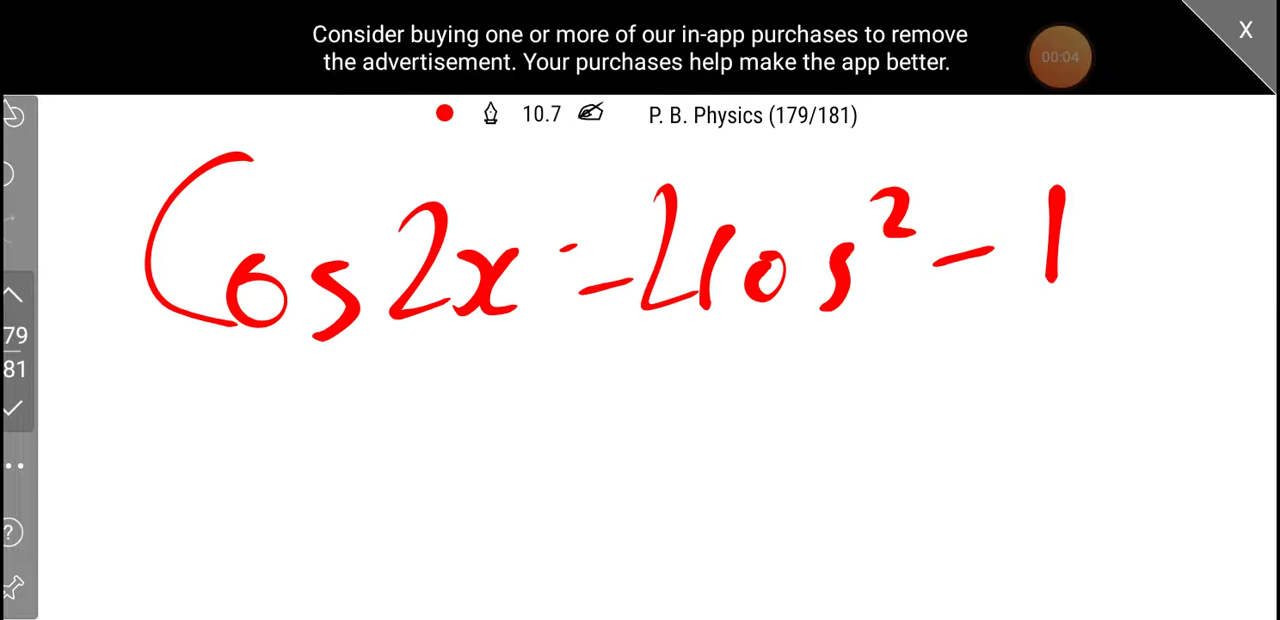 Consider buying one or more of our in-app purchases to remove
the advertisement. Your purchases help make the app better.
X
00:04
10.7 P. B. Physics (179/181)
Cos2x = 2cos² - 1
79
81
?